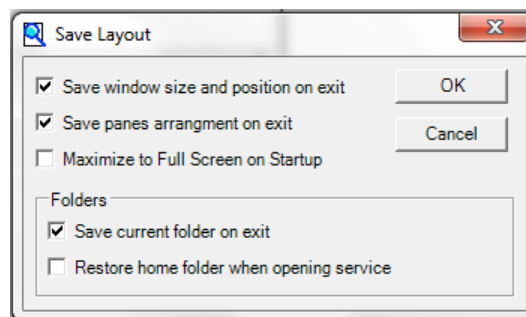 Save Layout
Save window size and position on exit
OK
Save panes arrangment on exit
Cancel
Maximize to Full Screen on Startup
Folders
Save current folder on exit
Restore home folder when opening service